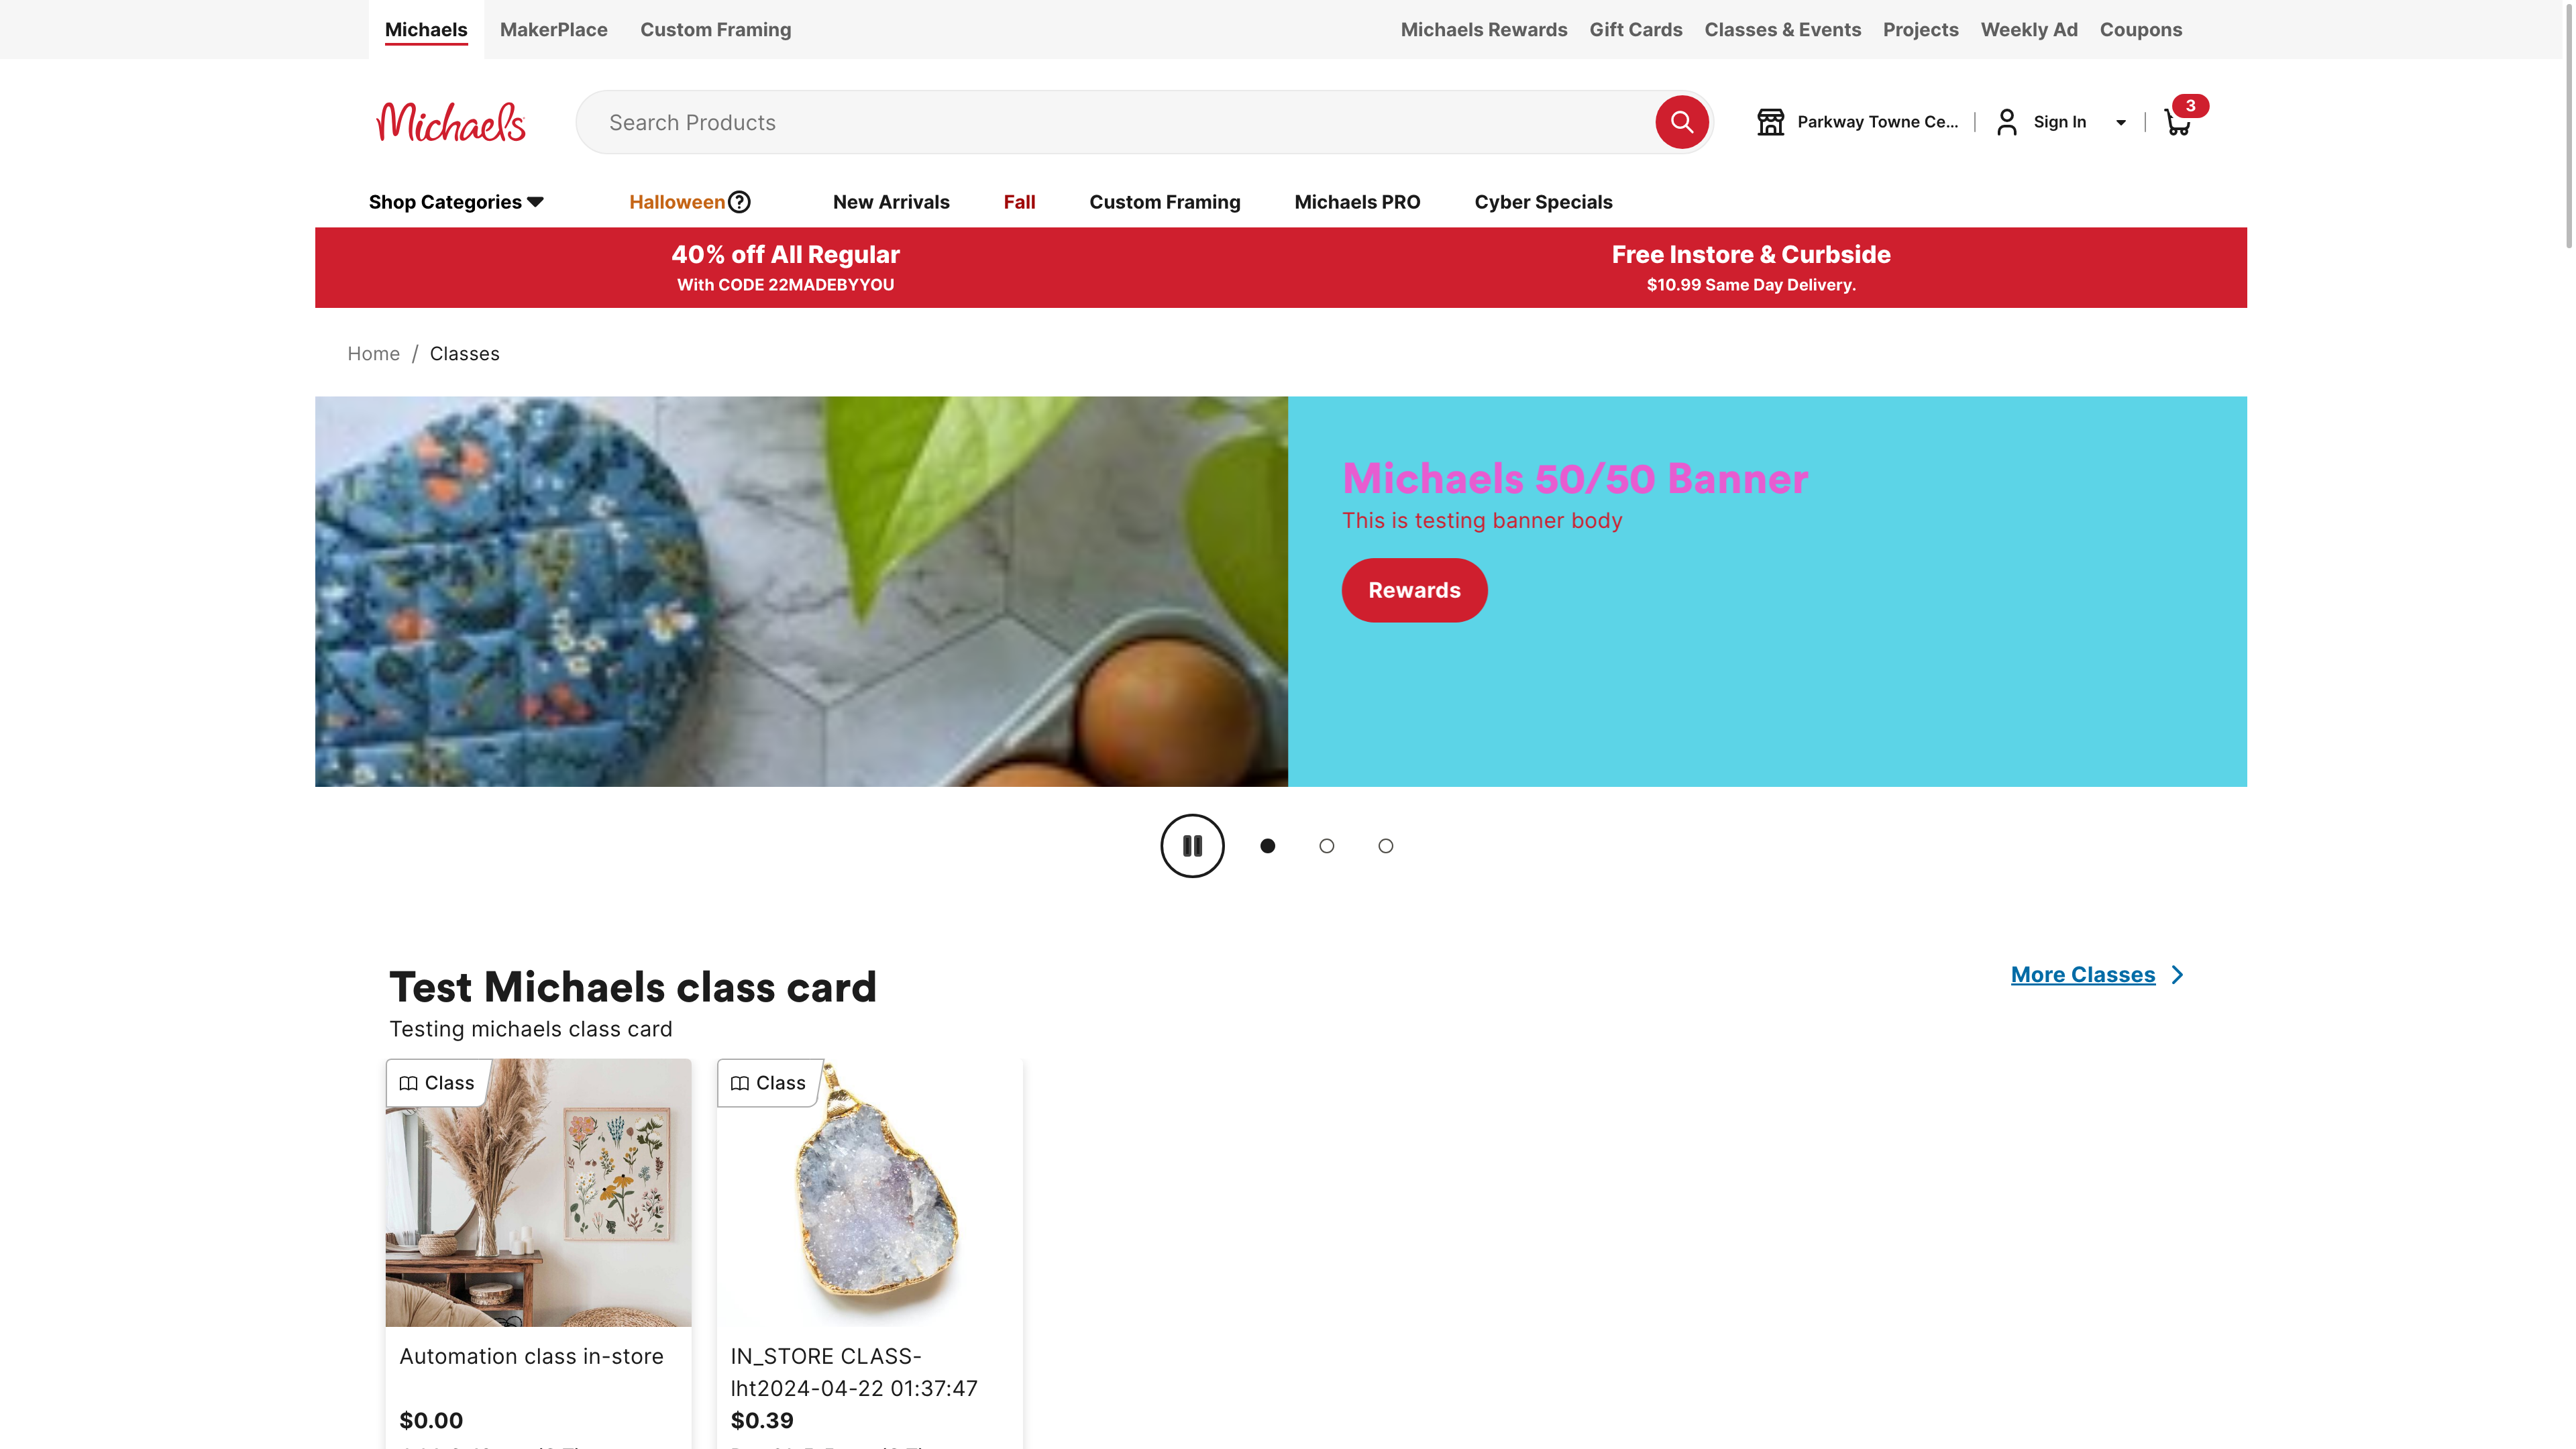 Michaels MakerPlace Custom Framing Michaels Rewards Gift Cards Classes & Events Projects Weekly Ad Coupons
Michaels Search Products Parkway Towne Ce... Sign In 3
Shop Categories Halloween New Arrivals Fall Custom Framing Michaels PRO Cyber Specials
40% off All Regular
With CODE 22MADEBYYOU
Free Instore & Curbside
$10.99 Same Day Delivery.
Home / Classes
Michaels 50/50 Banner
This is testing banner body
Rewards
Test Michaels class card
More Classes
Testing michaels class card
Class
Automation class in-store
$0.00
Class
IN_STORE CLASS-
lht2024-04-22 01:37:47
$0.39